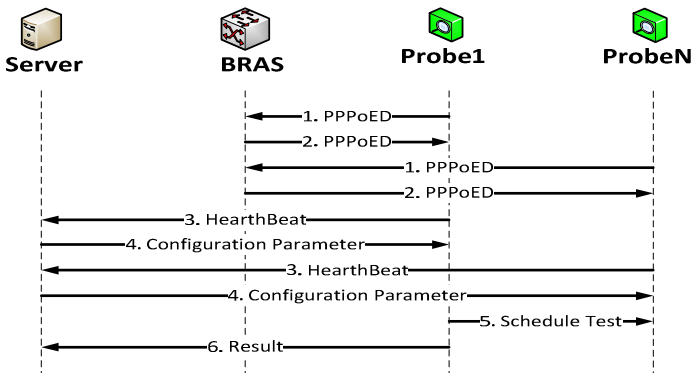 Server
BRAS
Probe1
ProbeN
1. PPPoED
2. PPPoED
1. PPPoED
2. PPPoED
3. HearthBeat
4. Configuration Parameter
3. HearthBeat
4. Configuration Parameter
5. Schedule Test
6. Result